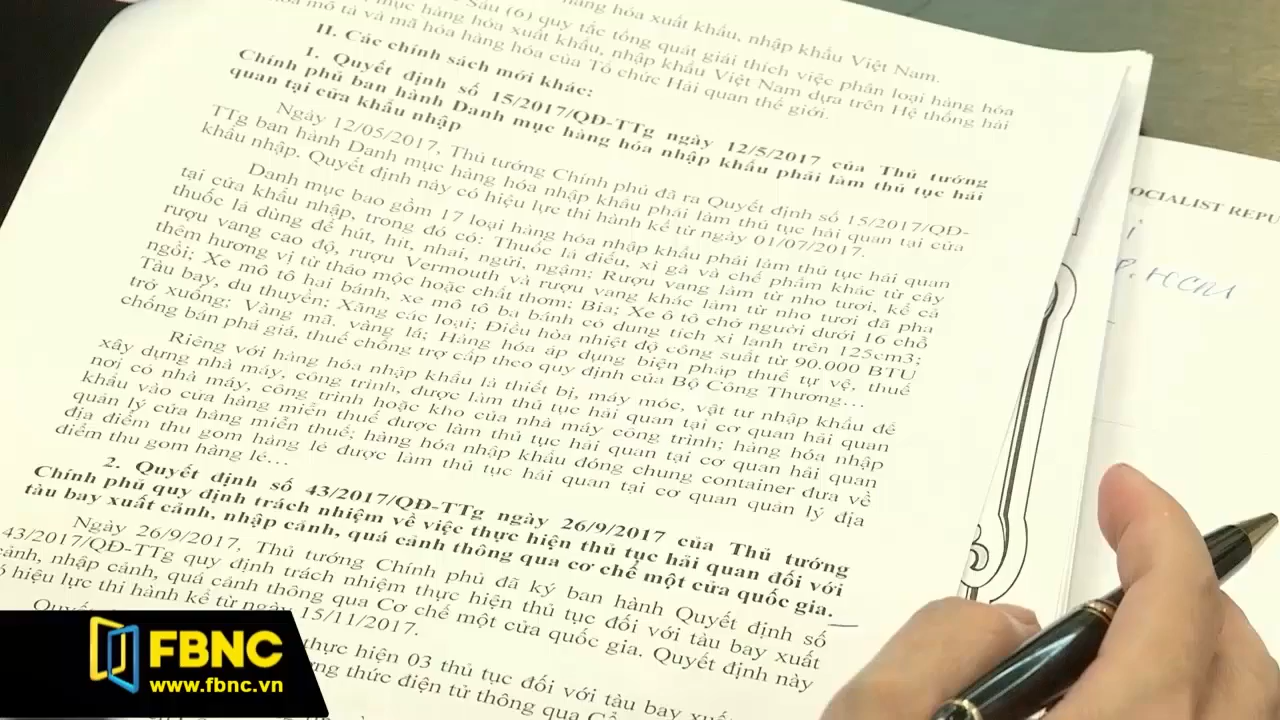 hàng hóa xuất khẩu, nhập khẩu Việt Nam.
Sáu (6) quy tắc tổng quát giải thích việc phân loại hàng hóa
mục hàng hóa xuất khẩu, nhập khẩu Việt Nam dựa trên Hệ thống hài
hòa mô tả và mã hóa hàng hóa của Tổ chức Hải quan thế giới.
II. Các chính sách mới khác:
1. Quyết định số 15/2017/QĐ-TTg ngày 12/5/2017 của Thủ tướng
Chính phủ ban hành Danh mục hàng hóa nhập khẩu phải làm thủ tục hải
quan tại cửa khẩu nhập
Ngày 12/05/2017, Thủ tướng Chính phủ đã ra Quyết định số 15/2017/QĐ-
TTg ban hành Danh mục hàng hóa nhập khẩu phải làm thủ tục hải quan tại cửa
khẩu nhập. Quyết định này có hiệu lực thi hành kể từ ngày 01/07/2017.
Danh mục bao gồm 17 loại hàng hóa nhập khẩu phải làm thủ tục hải quan
tại cửa khẩu nhập, trong đó có: Thuốc lá điếu, xì gà và chế phẩm khác từ cây
thuốc lá dùng để hút, hít, nhai, ngửi, ngậm; Rượu vang làm từ nho tươi, kể cả
rượu vang cao độ, rượu Vermouth và rượu vang khác làm từ nho tươi đã pha
thêm hương vị từ thảo mộc hoặc chất thơm; Bia; Xe ô tô chở người dưới 16 chỗ
ngồi; Xe mô tô hai bánh, xe mô tô ba bánh có dung tích xi lanh trên 125cm3;
Tàu bay, du thuyền; Xăng các loại; Điều hòa nhiệt độ công suất từ 90.000 BTU
trở xuống; Vàng mã, vàng lá; Hàng hóa áp dụng biện pháp thuế tự vệ, thuế
chống bán phá giá, thuế chống trợ cấp theo quy định của Bộ Công Thương...
Riêng với hàng hóa nhập khẩu là thiết bị, máy móc, vật tư nhập khẩu để
xây dựng nhà máy, công trình, được làm thủ tục hải quan tại cơ quan hải quan
nơi có nhà máy, công trình hoặc kho của nhà máy công trình; hàng hóa nhập
khẩu vào cửa hàng miễn thuế được làm thủ tục hải quan tại cơ quan hải quan
quản lý cửa hàng miễn thuế; hàng hóa nhập khẩu đóng chung container đưa về
địa điểm thu gom hàng lẻ được làm thủ tục hải quan tại cơ quan quản lý địa
điểm thu gom hàng lẻ...
2. Quyết định số 43/2017/QĐ-TTg ngày 26/9/2017 của Thủ tướng
Chính phủ quy định trách nhiệm về việc thực hiện thủ tục hải quan đối với
tàu bay xuất cảnh, nhập cảnh, quá cảnh thông qua cơ chế một cửa quốc gia.
Ngày 26/9/2017, Thủ tướng Chính phủ đã ký ban hành Quyết định số
43/2017/QĐ-TTg quy định trách nhiệm thực hiện thủ tục đối với tàu bay xuất
cảnh, nhập cảnh, quá cảnh thông qua Cơ chế một cửa quốc gia. Quyết định này
hiệu lực thi hành kể từ ngày 15/11/2017.
thực hiện 03 thủ tục đối với tàu bay
thức điện tử thông qua
SOCIALIST REPU
P. HCM
FBNC
www.fbnc.vn